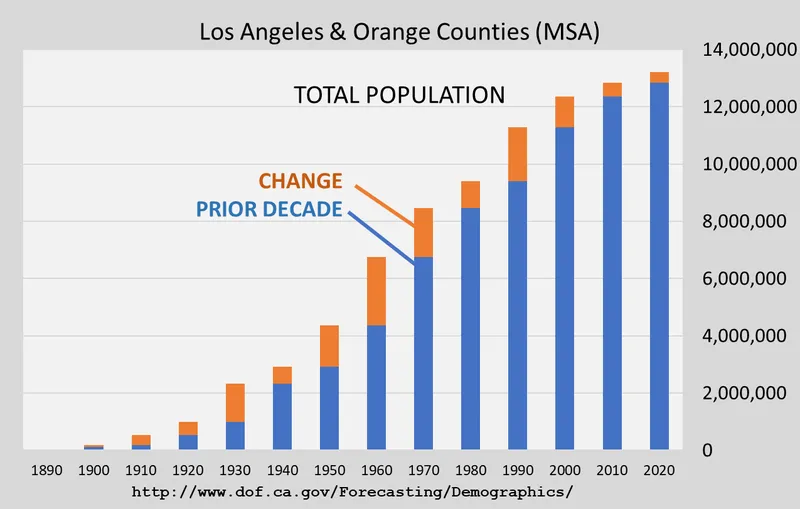 Los Angeles & Orange Counties (MSA)
14,000,000
TOTAL POPULATION
12,000,000
CHANGE
10,000,000
PRIOR DECADE
8,000,000
6,000,000
4,000,000
2,000,000
0
1890 1900 1910 1920 1930 1940 1950 1960 1970 1980 1990 2000 2010 2020
http://www.dof.ca.gov/Forecasting/Demographics/